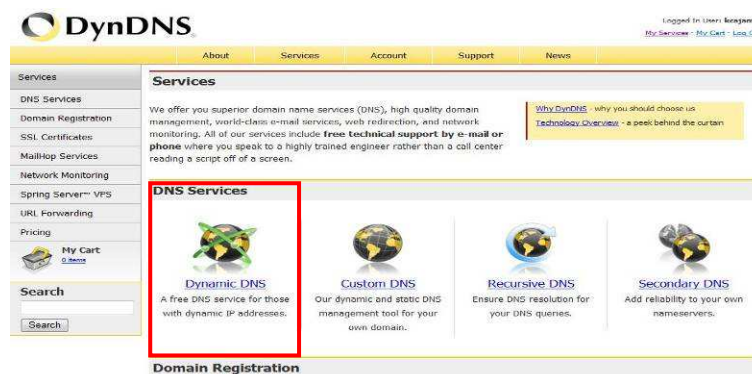 DynDNS
Logged In User:
My Services - My Cart - Log
About Services Account Support News
Services
DNS Services
Domain Registration
SSL Certificates
MailHop Services
Network Monitoring
Spring Server℠ VPS
URL Forwarding
Pricing
My Cart
0 items
Search
Search
Services
We offer you superior domain name services (DNS), high quality domain
management, world-class e-mail services, web redirection, and network
monitoring. All of our services include free technical support by e-mail or
phone where you speak to a highly trained engineer rather than a call center
reading a script off of a screen.
Why DynDNS - why you should choose us
Technology Overview - a peek behind the curtain
DNS Services
Dynamic DNS
A free DNS service for those
with dynamic IP addresses.
Custom DNS
Our dynamic and static DNS
management tool for your
own domain.
Recursive DNS
Ensure DNS resolution for
your DNS queries.
Secondary DNS
Add reliability to your own
nameservers.
Domain Registration